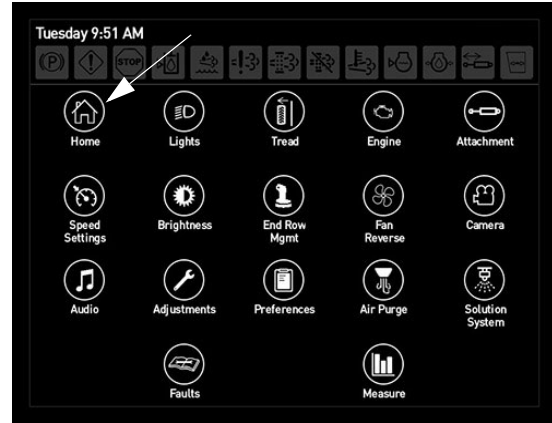 Tuesday 9:51 AM
(P)
STOP
Home
Lights
Tread
Engine
Attachment
Speed
Settings
Brightness
End Row
Mgmt
Fan
Reverse
Camera
Audio
Adjustments
Preferences
Air Purge
Solution
System
Faults
Measure